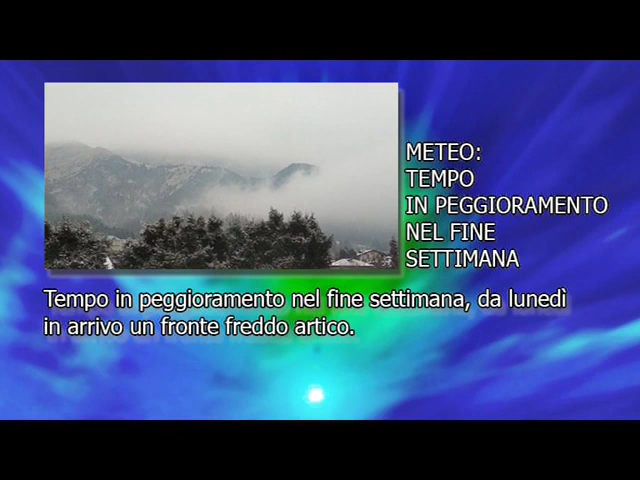 METEO:
TEMPO
IN PEGGIORAMENTO
NEL FINE
SETTIMANA
Tempo in peggioramento nel fine settimana, da lunedì
in arrivo un fronte freddo artico.